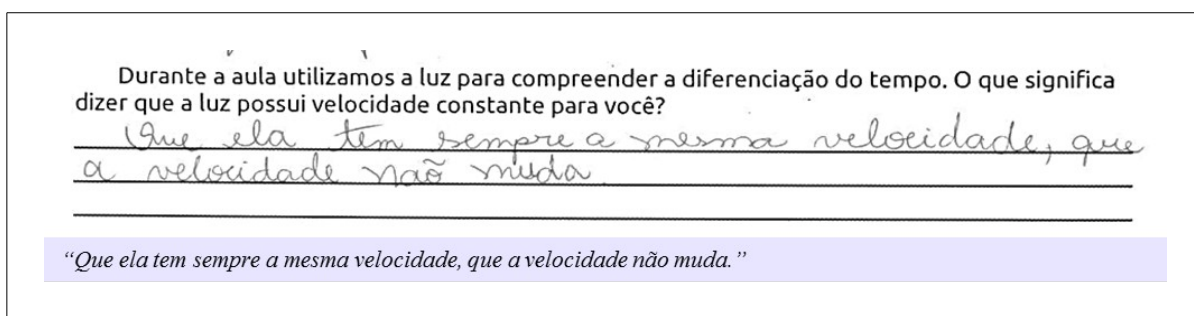 Durante a aula utilizamos a luz para compreender a diferenciação do tempo. O que significa
dizer que a luz possui velocidade constante para você?
Que ela tem sempre a mesma velocidade, que
a velocidade não muda.
“Que ela tem sempre a mesma velocidade, que a velocidade não muda.”